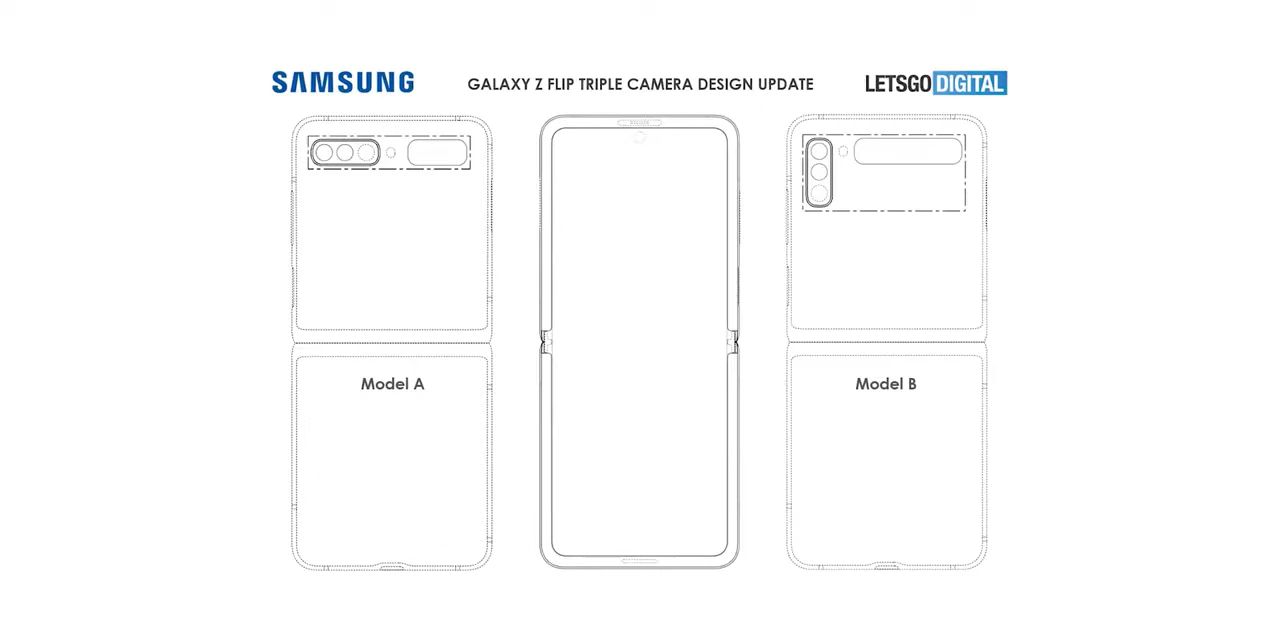 SAMSUNG
GALAXY Z FLIP TRIPLE CAMERA DESIGN UPDATE
LETSGODIGITAL
Model A
Model B